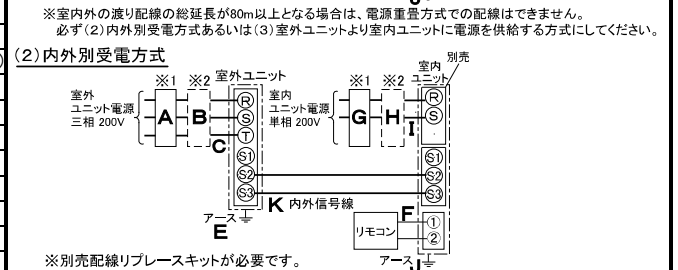 ※室内外の渡り配線の総延長が80m以上となる場合は、電源重畳方式での配線はできません。
必ず(2)内外別受電方式あるいは(3)室外ユニットより室内ユニットに電源を供給する方式にしてください。
(2)内外別受電方式
※1 ※2 室外ユニット
室外
ユニット電源
三相 200V
A B C
R
S
T
S1
S2
S3
アース
E
K 内外信号線
※1 ※2 室内
ユニット
別売
室内
ユニット電源
単相 200V
G H I
R
S
S1
S2
S3
リモコン
F
①
②
アース
J
※別売配線リプレースキットが必要です。